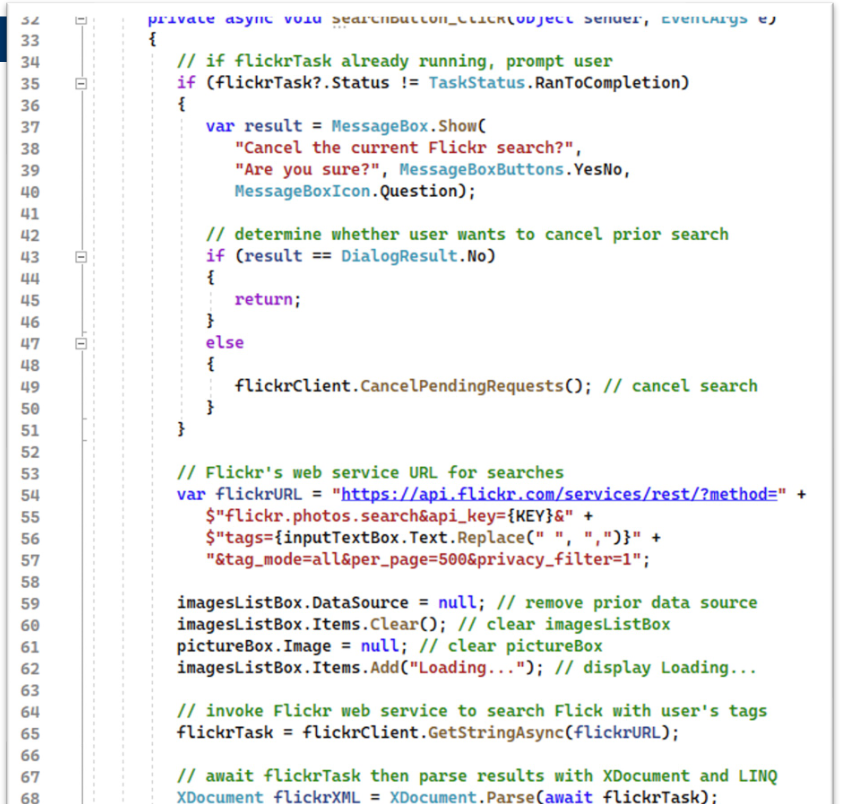 32 private async void searchButton_Click(object sender, EventArgs e)
33 {
34 // if flickrTask already running, prompt user
35 if (flickrTask?.Status != TaskStatus.RanToCompletion)
36 {
37 var result = MessageBox.Show(
38 "Cancel the current Flickr search?",
39 "Are you sure?", MessageBoxButtons.YesNo,
40 MessageBoxIcon.Question);
41
42 // determine whether user wants to cancel prior search
43 if (result == DialogResult.No)
44 {
45 return;
46 }
47 else
48 {
49 flickrClient.CancelPendingRequests(); // cancel search
50 }
51 }
52
53 // Flickr's web service URL for searches
54 var flickrURL = "https://api.flickr.com/services/rest/?method=" +
55 $"flickr.photos.search&api_key={KEY}&" +
56 $"tags={inputTextBox.Text.Replace(" ", ",")}" +
57 "&tag_mode=all&per_page=500&privacy_filter=1";
58
59 imagesListBox.DataSource = null; // remove prior data source
60 imagesListBox.Items.Clear(); // clear imagesListBox
61 pictureBox.Image = null; // clear pictureBox
62 imagesListBox.Items.Add("Loading..."); // display Loading...
63
64 // invoke Flickr web service to search Flick with user's tags
65 flickrTask = flickrClient.GetStringAsync(flickrURL);
66
67 // await flickrTask then parse results with XDocument and LINQ
68 XDocument flickrXML = XDocument.Parse(await flickrTask);